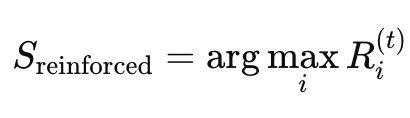 S_reinforced = arg max_i R_i^(t)